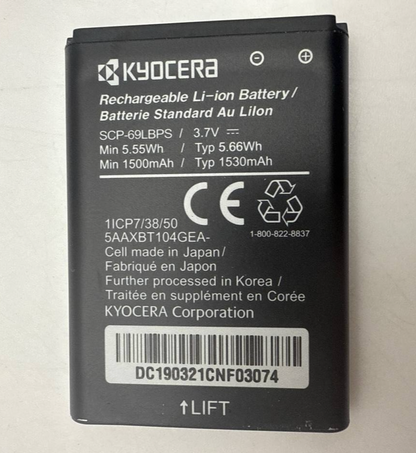 KYOCERA
Rechargeable Li-ion Battery /
Batterie Standard Au LiIon
SCP-69LBPS / 3.7V ⎓
Min 5.55Wh / Typ 5.66Wh
Min 1500mAh / Typ 1530mAh
CE
1-800-822-8837
1ICP7/38/50
5AAXBT104GEA-
Cell made in Japan/
Fabriqué en Japon
Further processed in Korea /
Traitée en supplément en Corée
KYOCERA Corporation
DC190321CNF03074
↑LIFT